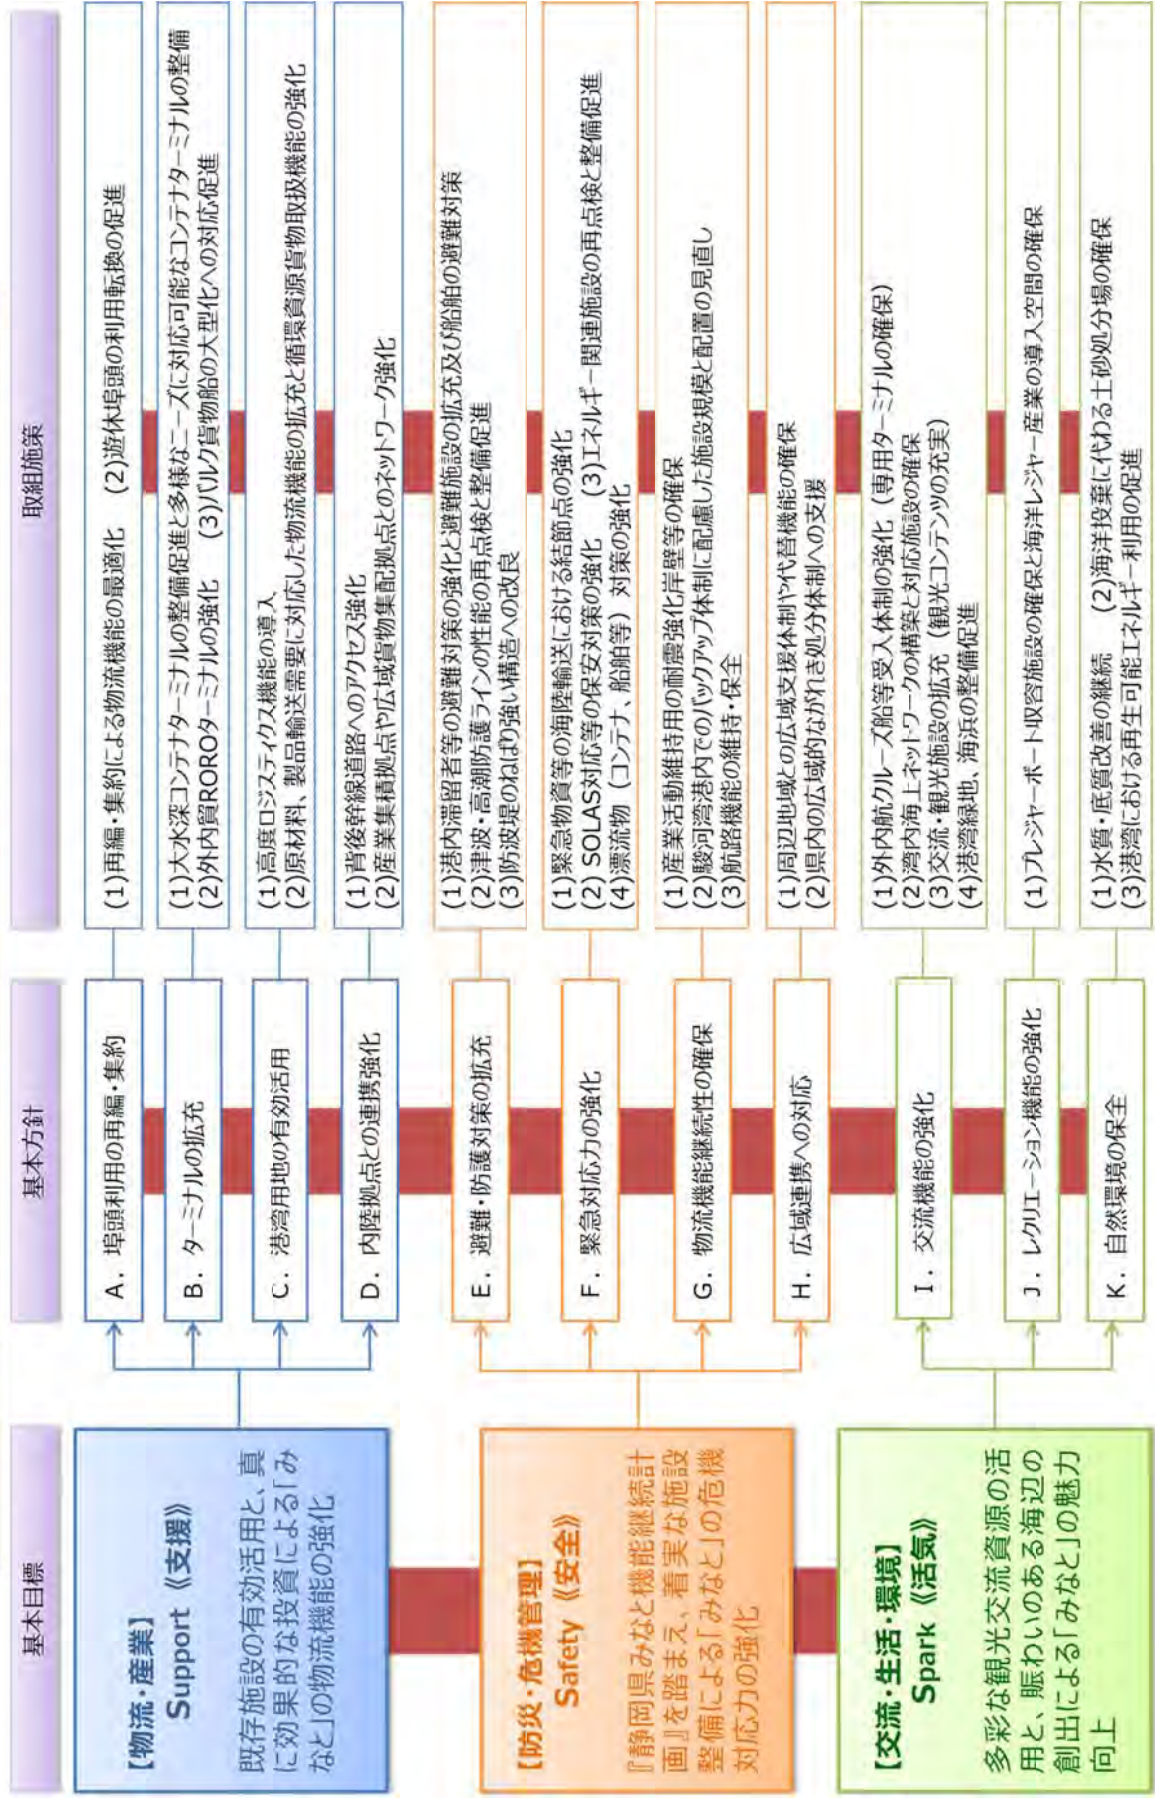 基本目標
基本方針
取組施策
【物流・産業】
Support 《支援》
既存施設の有効活用と、真
に効果的な投資による「み
なと」の物流機能の強化
A. 埠頭利用の再編・集約
(1)再編・集約による物流機能の最適化　(2)遊休埠頭の利用転換の促進
B. ターミナルの拡充
(1)大水深コンテナターミナルの整備促進と多様なニーズに対応可能なコンテナターミナルの整備
(2)外内貿ROROターミナルの強化　(3)バルク貨物船の大型化への対応促進
C. 港湾用地の有効活用
(1)高度ロジスティクス機能の導入
(2)原材料、製品輸送需要に対応した物流機能の拡充と循環資源貨物取扱機能の強化
D. 内陸拠点との連携強化
(1)背後幹線道路へのアクセス強化
(2)産業集積拠点や広域貨物集配拠点とのネットワーク強化
【防災・危機管理】
Safety 《安全》
『静岡県みなと機能継続計
画』を踏まえ、着実な施設
整備による「みなと」の危機
対応力の強化
E. 避難・防護対策の拡充
(1)港内滞留者等の避難対策の強化と避難施設の拡充及び船舶の避難対策
(2)津波・高潮防護ラインの性能の再点検と整備促進
(3)防波堤のねばり強い構造への改良
F. 緊急対応力の強化
(1)緊急物資等の海陸輸送における結節点の強化
(2) SOLAS対応等の保安対策の強化　(3)エネルギー関連施設の再点検と整備促進
(4)漂流物（コンテナ、船舶等）対策の強化
G. 物流機能継続性の確保
(1)産業活動維持用の耐震強化岸壁等の確保
(2)駿河湾港内でのバックアップ体制に配慮した施設規模と配置の見直し
(3)航路機能の維持・保全
H. 広域連携への対応
(1)周辺地域との広域支援体制や代替機能の確保
(2)県内の広域的ながれき処分体制への支援
【交流・生活・環境】
Spark 《活気》
多彩な観光交流資源の活
用と、賑わいのある海辺の
創出による「みなと」の魅力
向上
I. 交流機能の強化
(1)外内航クルーズ船等受入体制の強化（専用ターミナルの確保）
(2)湾内海上ネットワークの構築と対応施設の確保
(3)交流・観光施設の拡充（観光コンテンツの充実）
(4)港湾緑地、海浜の整備促進
J. レクリエーション機能の強化
(1)プレジャーボート収容施設の確保と海洋レジャー産業の導入空間の確保
K. 自然環境の保全
(1)水質・底質改善の継続　(2)海洋投棄に代わる土砂処分場の確保
(3)港湾における再生可能エネルギー利用の促進